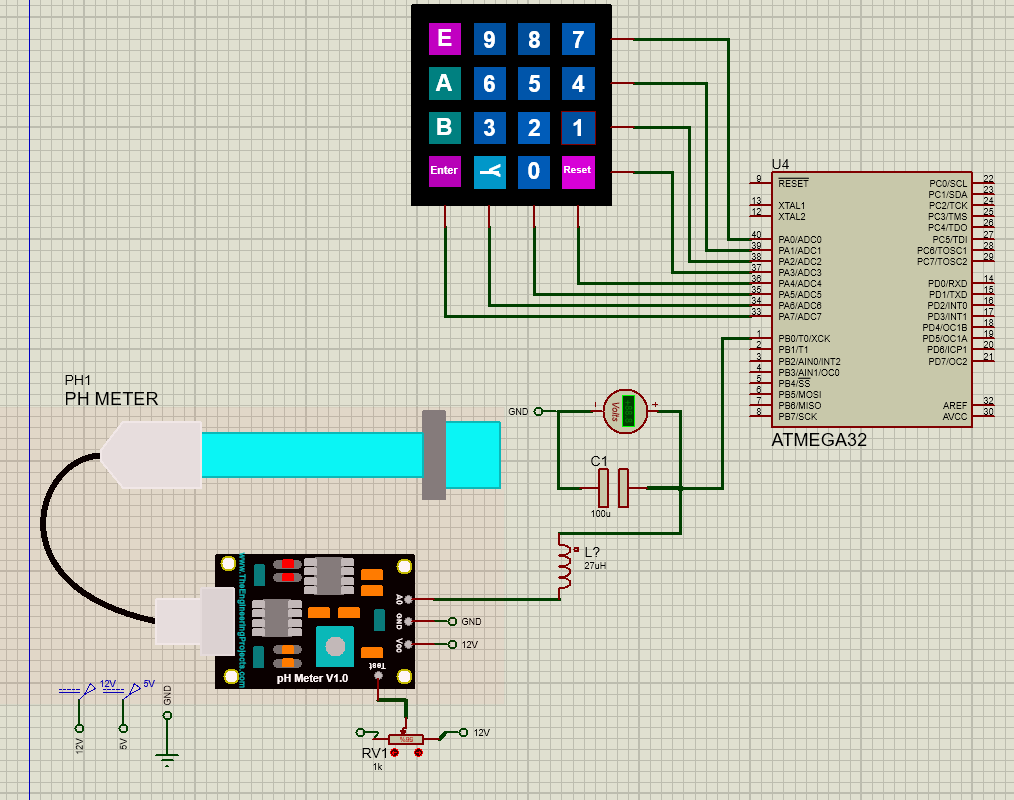 E 9 8 7
A 6 5 4
B 3 2 1
Enter 0 Reset
U4
9 RESET
13 XTAL1
12 XTAL2
40 PA0/ADC0
39 PA1/ADC1
38 PA2/ADC2
37 PA3/ADC3
36 PA4/ADC4
35 PA5/ADC5
34 PA6/ADC6
33 PA7/ADC7
1 PB0/T0/XCK
2 PB1/T1
3 PB2/AIN0/INT2
4 PB3/AIN1/OC0
5 PB4/SS
6 PB5/MOSI
7 PB6/MISO
8 PB7/SCK
PC0/SCL 22
PC1/SDA 23
PC2/TCK 24
PC3/TMS 25
PC4/TDO 26
PC5/TDI 27
PC6/TOSC1 28
PC7/TOSC2 29
PD0/RXD 14
PD1/TXD 15
PD2/INT0 16
PD3/INT1 17
PD4/OC1B 18
PD5/OC1A 19
PD6/ICP1 20
PD7/OC2 21
AREF 32
AVCC 30
ATMEGA32
PH1
PH METER
GND
- Volts +
C1
100u
L?
27uH
www.TheEngineeringProjects.com
A0
GND
Vcc
Test
pH Meter V1.0
GND
12V
12V 5V GND
12V 5V
12V
RV1
1k